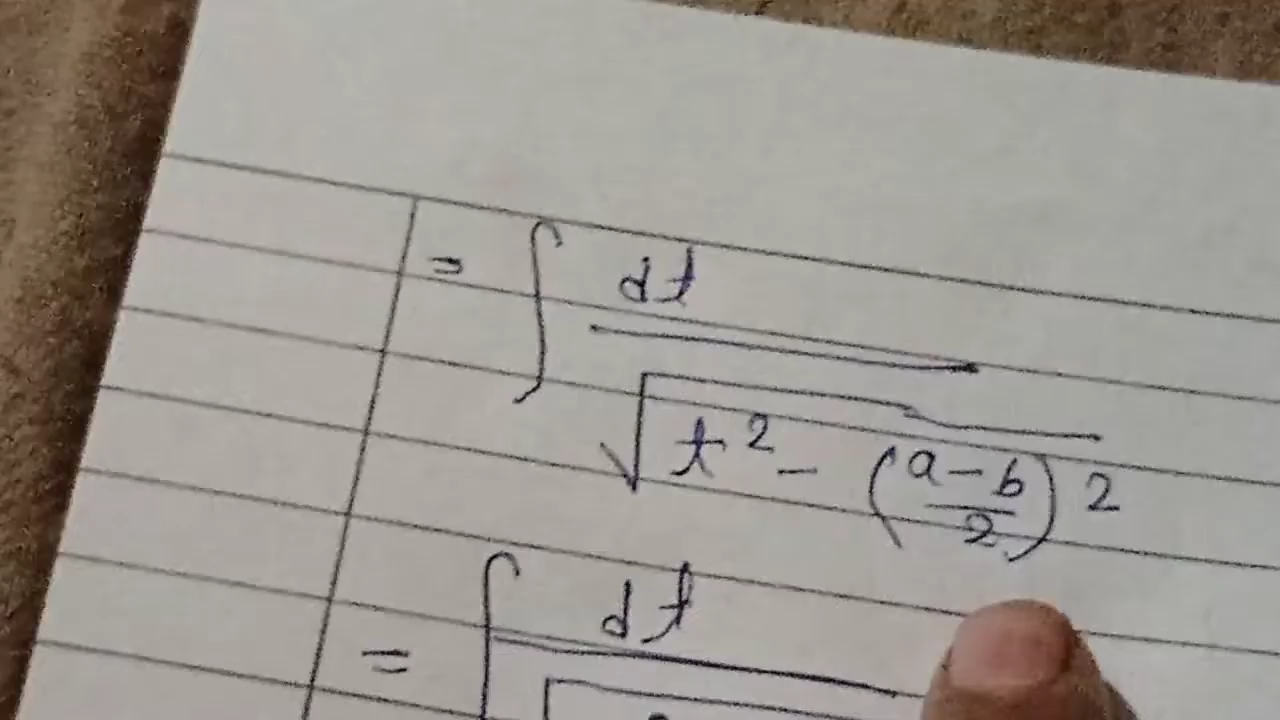 = ∫ dt / √(t² - ((a-b)/2)²)
= ∫ dt / √